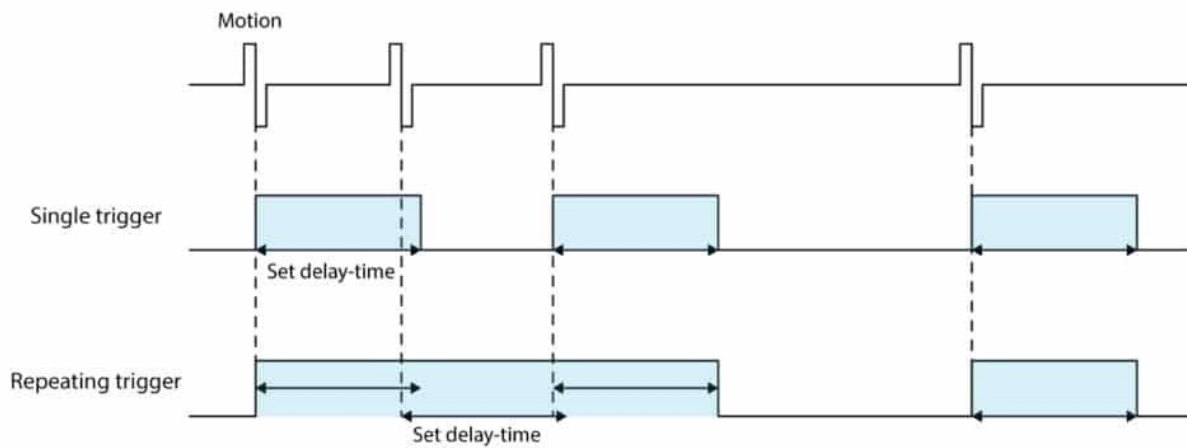 Motion
Single trigger
Set delay-time
Repeating trigger
Set delay-time